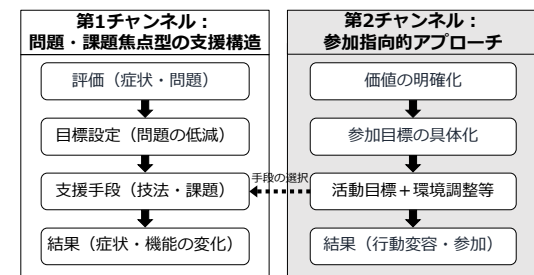 第1チャンネル：
問題・課題焦点型の支援構造
評価（症状・問題）
目標設定（問題の低減）
支援手段（技法・課題）
結果（症状・機能の変化）
手段の選択
第2チャンネル：
参加指向的アプローチ
価値の明確化
参加目標の具体化
活動目標＋環境調整等
結果（行動変容・参加）